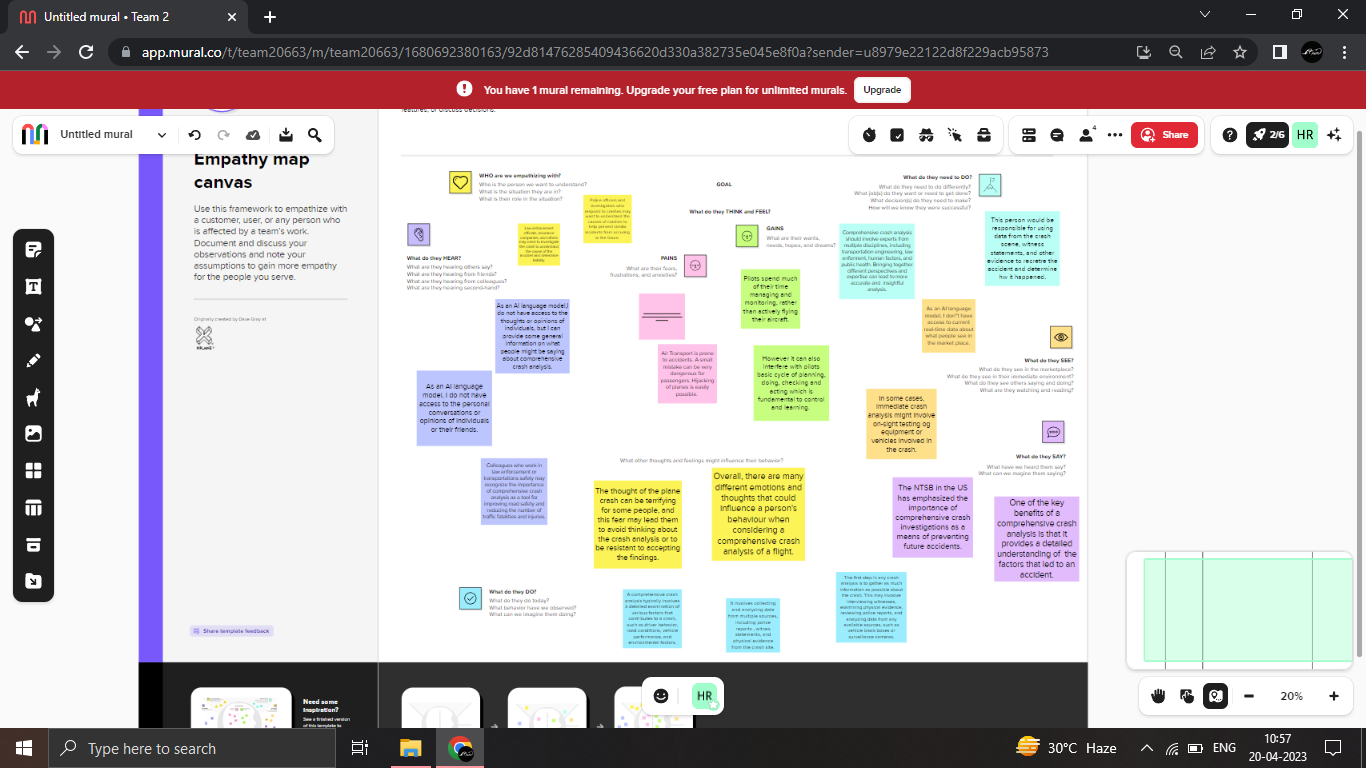 Untitled mural • Team 2
app.mural.co/t/team20663/m/team20663/1680692380163/92d81476285409436620d330a382735e045e8f0a?sender=u8979e22122d8f229acb95873
You have 1 mural remaining. Upgrade your free plan for unlimited murals.
Upgrade
Untitled mural
4
Share
2/6
HR
Empathy map
canvas
Use this framework to empathize with
a customer, user, or any person who
is affected by a team's work.
Document and discuss your
observations and note your
assumptions to gain more empathy
for the people you serve.
Originally created by Dave Gray at
Share template feedback
WHO are we empathizing with?
Who is the person we want to understand?
What is the situation they are in?
What is their role in the situation?
GOAL
What do they need to DO?
What do they need to do differently?
What job(s) do they want or need to get done?
What decision(s) do they need to make?
How will we know they were successful?
What do they THINK and FEEL?
What do they HEAR?
What are they hearing others say?
What are they hearing from friends?
What are they hearing from colleagues?
What are they hearing second-hand?
PAINS
What are their fears,
frustrations, and anxieties?
GAINS
What are their wants,
needs, hopes, and dreams?
Comprehensive crash analysis
should involve experts from
multiple disciplines, including
transportation engineering, law
enforment, human factors, and
public health. Bringing together
different perspectives and
expertise can lead to more
accurate and insightful
analysis.
This person would be
responsible for using
data from the crash
scene, witness
statements, and other
evidence to recretie the
accident and determine
hw it happened.
Pilots spend much
of their time
managing and
monitoring, rather
than actively flying
their aircraft.
As an AI language model,I
do not have access to the
thoughts or opinions of
individuals, but I can
provide some general
information on what
people might be saying
about comprehensive
crash analysis.
As an AI language
model, I don't have
access to current
real-time data about
what people see in
the market place.
Air Transport is prone
to accidents. A small
mistake can be very
dangerous for
passengers. Hijacking
of planes is easily
possible.
However it can also
interfere with pilots
basic cycle of planning,
doing, checking and
acting which is
fundamental to control
and learning.
What do they SEE?
What do they see in the marketplace?
What do they see in their immediate environment?
What do they see others saying and doing?
What are they watching and reading?
As an AI language
model, I do not have
access to the personal
conversations or
opinions of individuals
or their friends.
In some cases,
immediate crash
analysis might involve
on-sight testing og
equipment or
vehicles involved in
the crash.
What do they SAY?
What have we heard them say?
What can we imagine them saying?
What other thoughts and feelings might influence their behavior?
Colleagues who work in
law enforcement or
transportations safety may
recognize the importance
of comprehensive crash
analysis as a tool for
improving road safety and
reducing the number of
traffic fatalities and injuries.
The thought of the plane
crash can be terrifying
for some people, and
this fear may lead them
to avoid thinking about
the crash analysis or to
be resistant to accepting
the findings.
Overall, there are many
different emotions and
thoughts that could
influence a person's
behaviour when
considering a
comprehensive crash
analysis of a flight.
The NTSB in the US
has emphasized the
importance of
comprehensive crash
investigations as a
means of preventing
future accidents.
One of the key
benefits of a
comprehensive crash
analysis is that it
provides a detailed
understanding of the
factors that led to an
accident.
What do they DO?
What do they do today?
What behavior have we observed?
What can we imagine them doing?
A comprehensive crash
analysis typically involves
a detailed examination of
various factors that
contributes to a crash,
such as driver behavior,
road conditions, vehicle
performance, and
environmental factors.
It involves collecting
and analyzing data
from multiple sources,
including police
reports , witness
statements, and
physical evidence
from the crash site.
The first step in any crash
analysis is to gather as much
information as possible about
the crash. This may involve
interviewing witnesses,
examining physical evidence,
reviewing police reports, and
analyzing data from any
available sources, such as
vehicle black boxes or
surveillance cameras.
Need some
inspiration?
See a finished version
of this template to
HR
20%
Type here to search
30°C Haze
ENG
10:57
20-04-2023